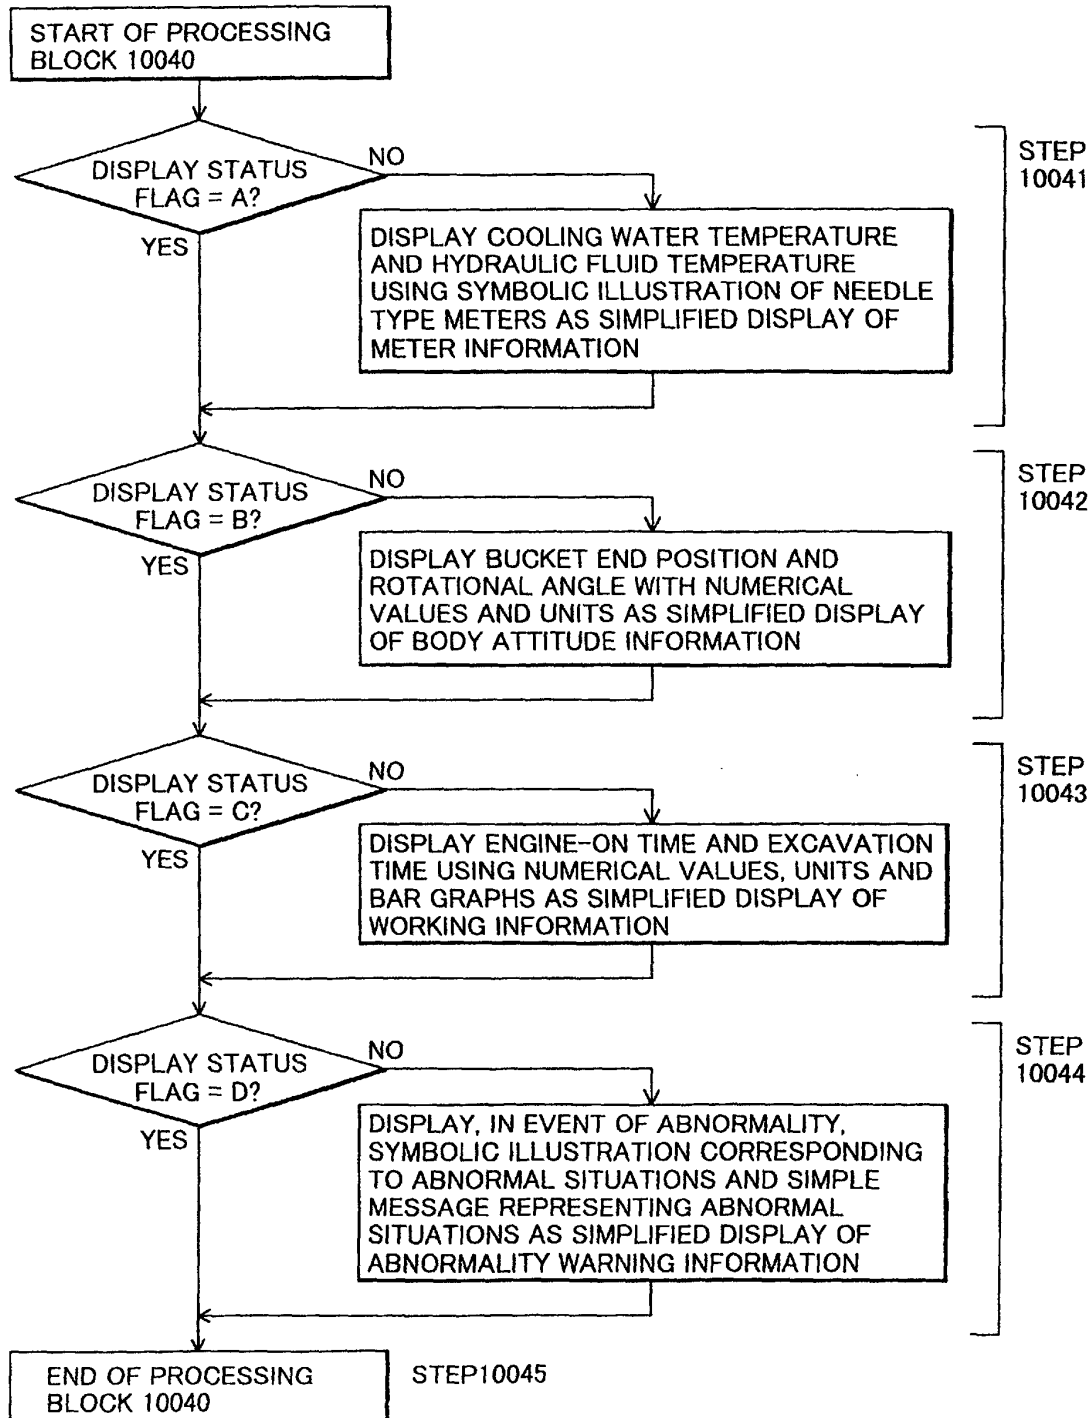 START OF PROCESSING
BLOCK 10040
DISPLAY STATUS
FLAG = A?
NO
YES
STEP
10041
DISPLAY COOLING WATER TEMPERATURE
AND HYDRAULIC FLUID TEMPERATURE
USING SYMBOLIC ILLUSTRATION OF NEEDLE
TYPE METERS AS SIMPLIFIED DISPLAY OF
METER INFORMATION
DISPLAY STATUS
FLAG = B?
NO
YES
STEP
10042
DISPLAY BUCKET END POSITION AND
ROTATIONAL ANGLE WITH NUMERICAL
VALUES AND UNITS AS SIMPLIFIED DISPLAY
OF BODY ATTITUDE INFORMATION
DISPLAY STATUS
FLAG = C?
NO
YES
STEP
10043
DISPLAY ENGINE-ON TIME AND EXCAVATION
TIME USING NUMERICAL VALUES, UNITS AND
BAR GRAPHS AS SIMPLIFIED DISPLAY OF
WORKING INFORMATION
DISPLAY STATUS
FLAG = D?
NO
YES
STEP
10044
DISPLAY, IN EVENT OF ABNORMALITY,
SYMBOLIC ILLUSTRATION CORRESPONDING
TO ABNORMAL SITUATIONS AND SIMPLE
MESSAGE REPRESENTING ABNORMAL
SITUATIONS AS SIMPLIFIED DISPLAY OF
ABNORMALITY WARNING INFORMATION
END OF PROCESSING
BLOCK 10040
STEP10045